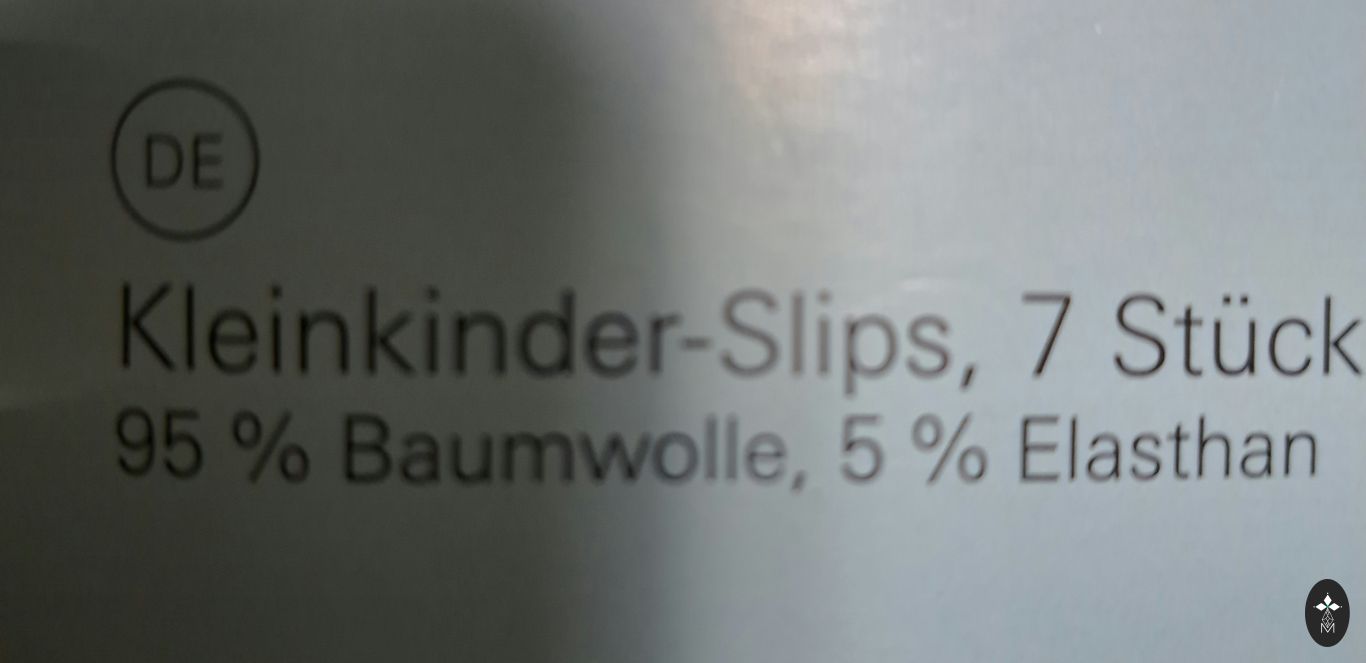 DE
Kleinkinder-Slips, 7 Stück
95 % Baumwolle, 5 % Elasthan